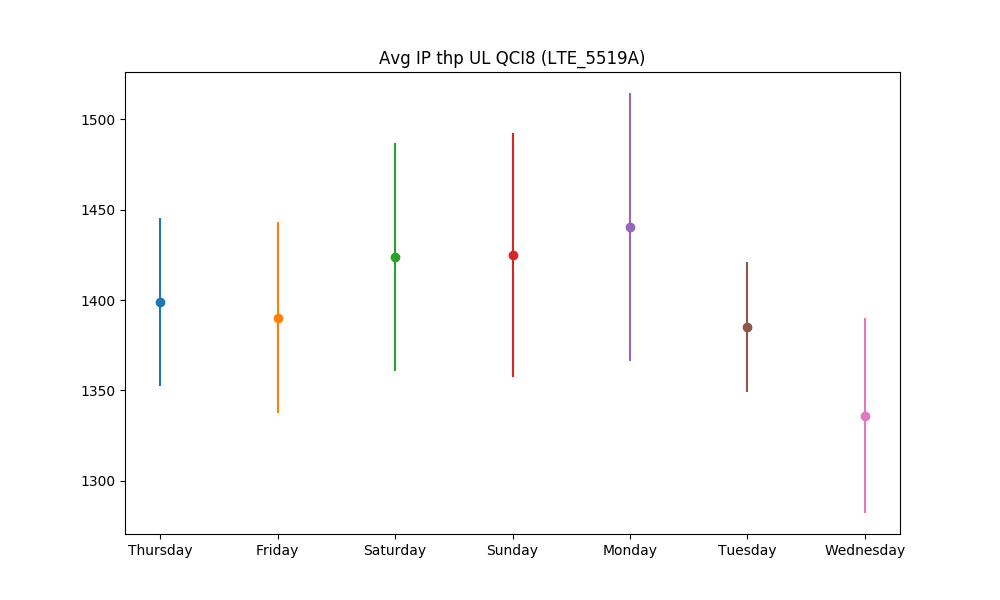 Avg IP thp UL QCI8 (LTE_5519A)
1500
1450
1400
1350
1300
Thursday Friday Saturday Sunday Monday Tuesday Wednesday